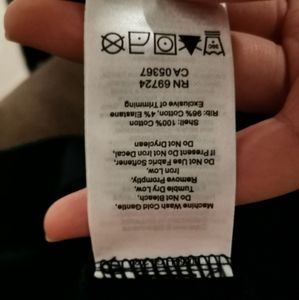 Machine Wash Cold Gentle,
Do Not Bleach,
Tumble Dry Low,
Remove Promptly,
Iron Low,
Do Not Use Fabric Softener,
If Present Do Not Iron Decal,
Do Not Dryclean
Shell: 100% Cotton
Rib: 96% Cotton, 4% Elastane
Exclusive of Trimming
RN 69724
CA 05367